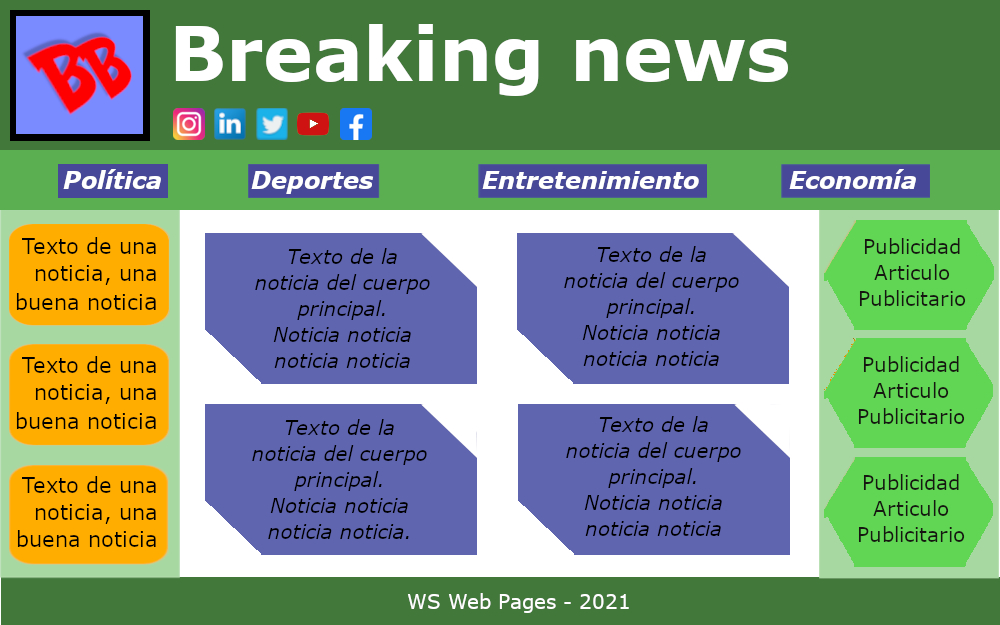 BB
Breaking news
in
Política
Deportes
Entretenimiento
Economía
Texto de una
noticia, una
buena noticia
Texto de una
noticia, una
buena noticia
Texto de una
noticia, una
buena noticia
Texto de la
noticia del cuerpo
principal.
Noticia noticia
noticia noticia
Texto de la
noticia del cuerpo
principal.
Noticia noticia
noticia noticia
Texto de la
noticia del cuerpo
principal.
Noticia noticia
noticia noticia.
Texto de la
noticia del cuerpo
principal.
Noticia noticia
noticia noticia
Publicidad
Articulo
Publicitario
Publicidad
Articulo
Publicitario
Publicidad
Articulo
Publicitario
WS Web Pages - 2021